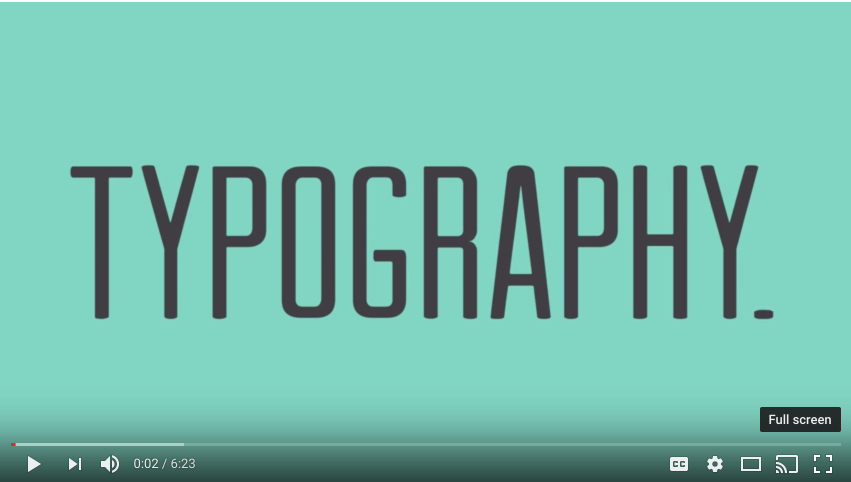 TYPOGRAPHY.
Full screen
0:02 / 6:23
CC